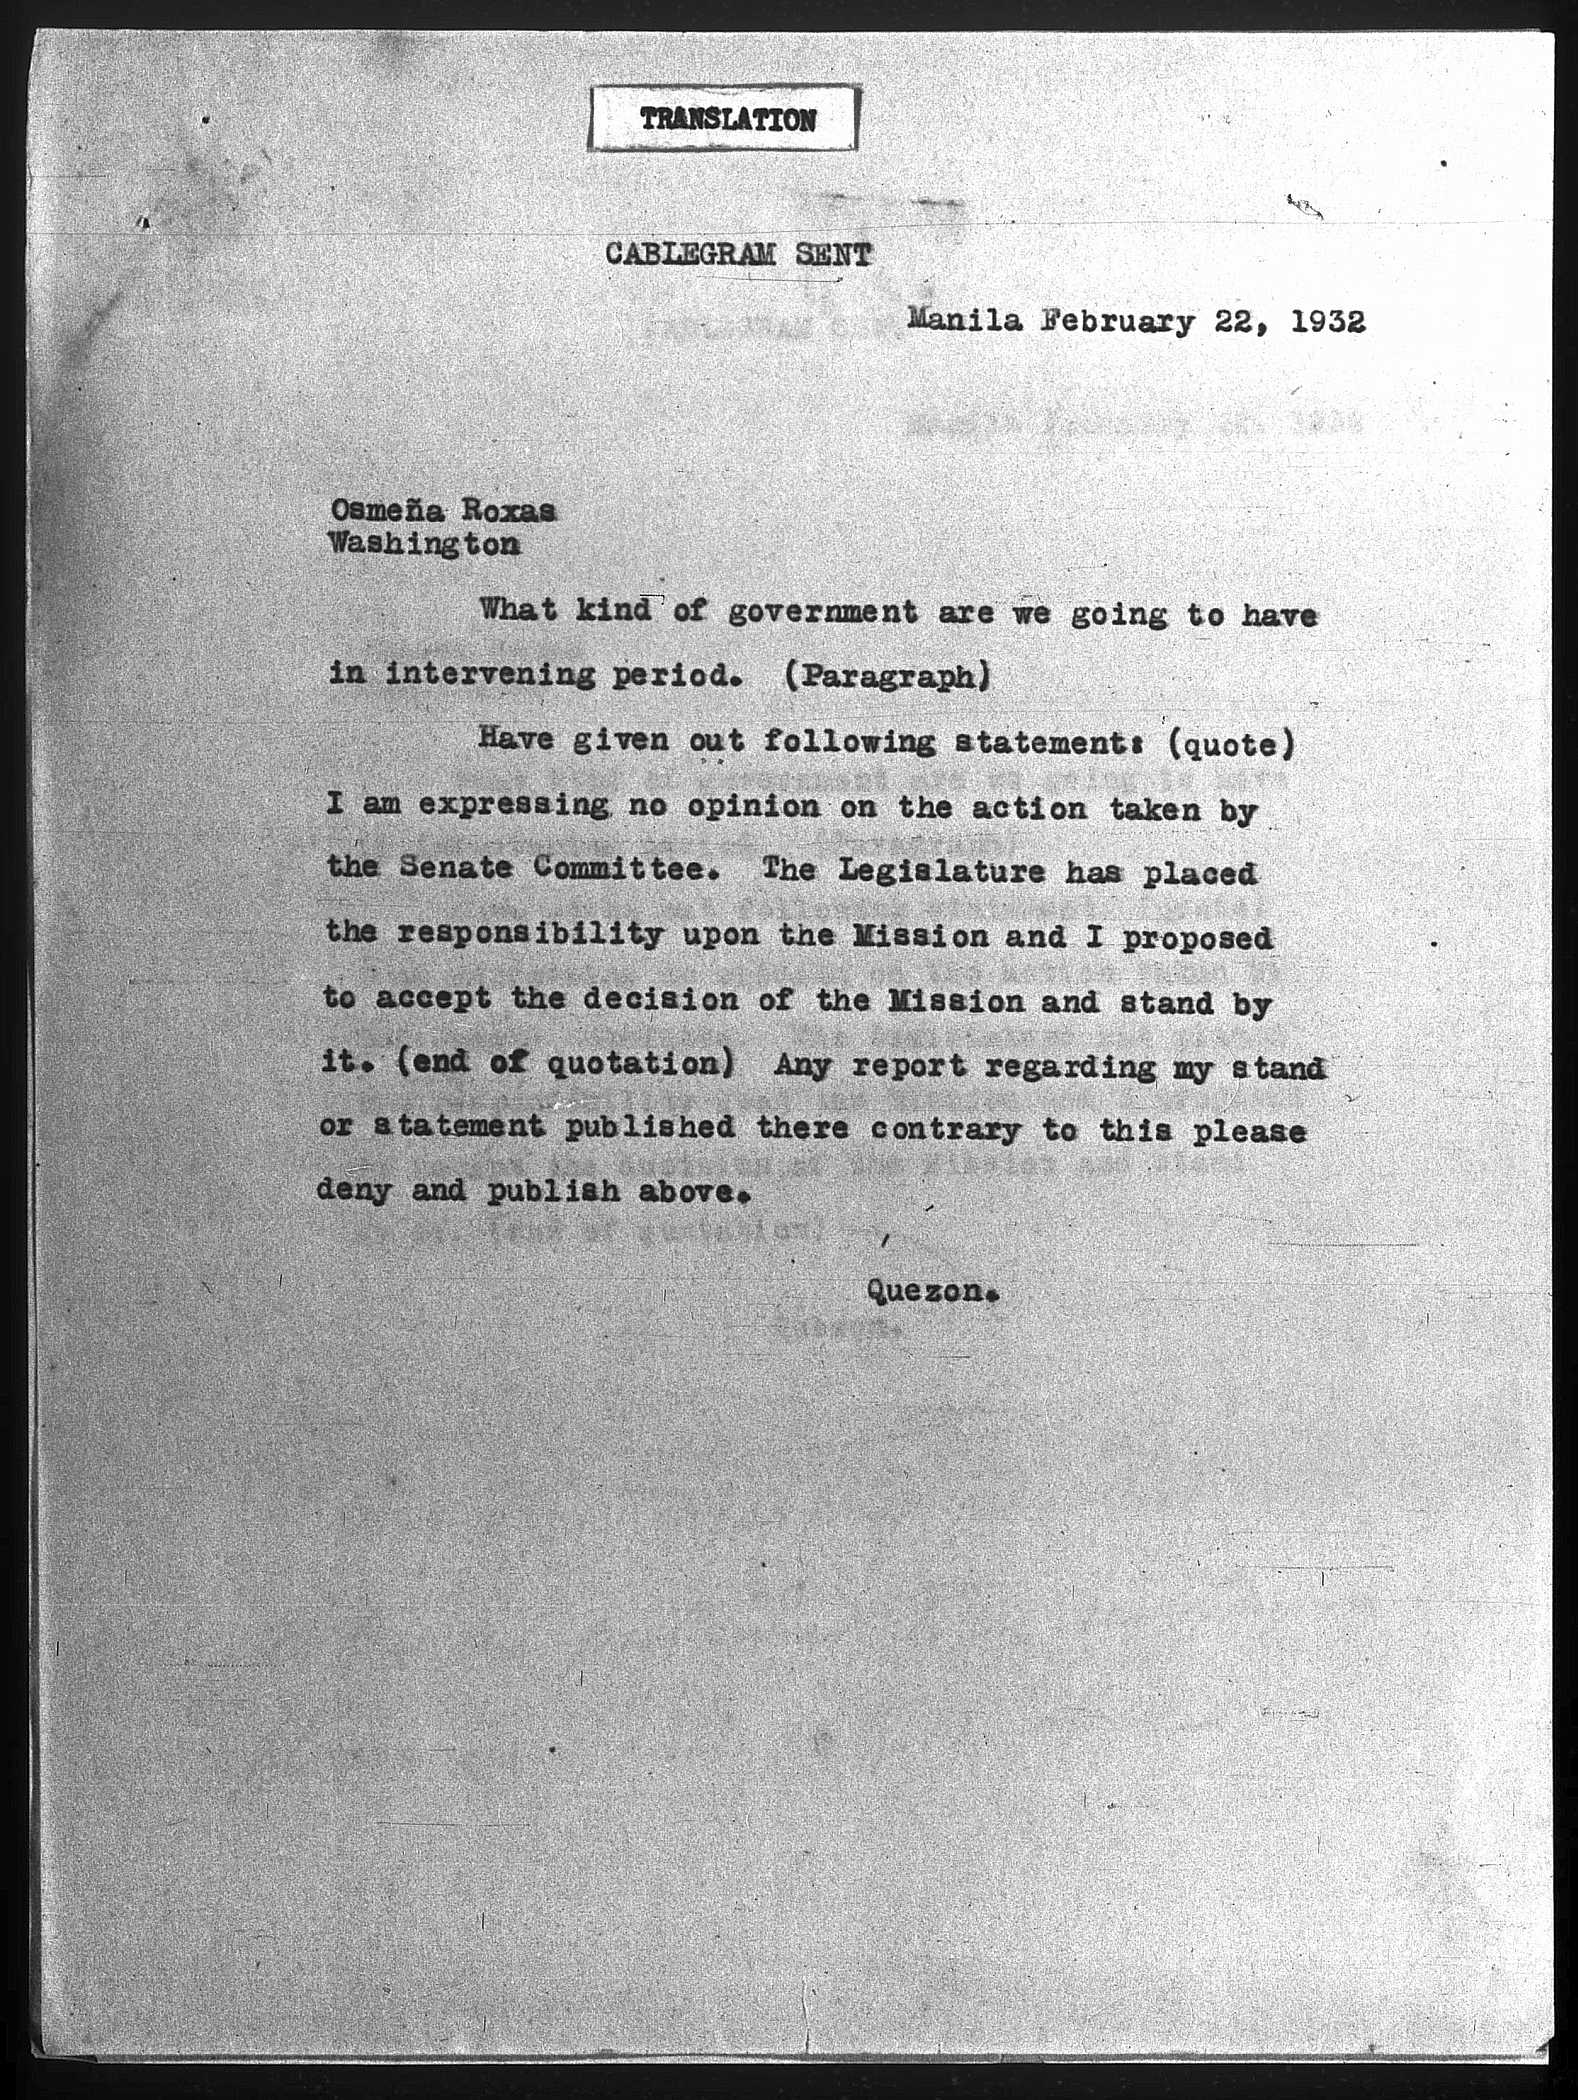 TRANSLATION
CABLEGRAM SENT
Manila February 22, 1932
Osmeña Roxas
Washington
What kind of government are we going to have
in intervening period. (Paragraph)
Have given out following statement: (quote)
I am expressing no opinion on the action taken by
the Senate Committee. The Legislature has placed
the responsibility upon the Mission and I proposed
to accept the decision of the Mission and stand by
it. (end of quotation) Any report regarding my stand
or statement published there contrary to this please
deny and publish above.
Quezon.